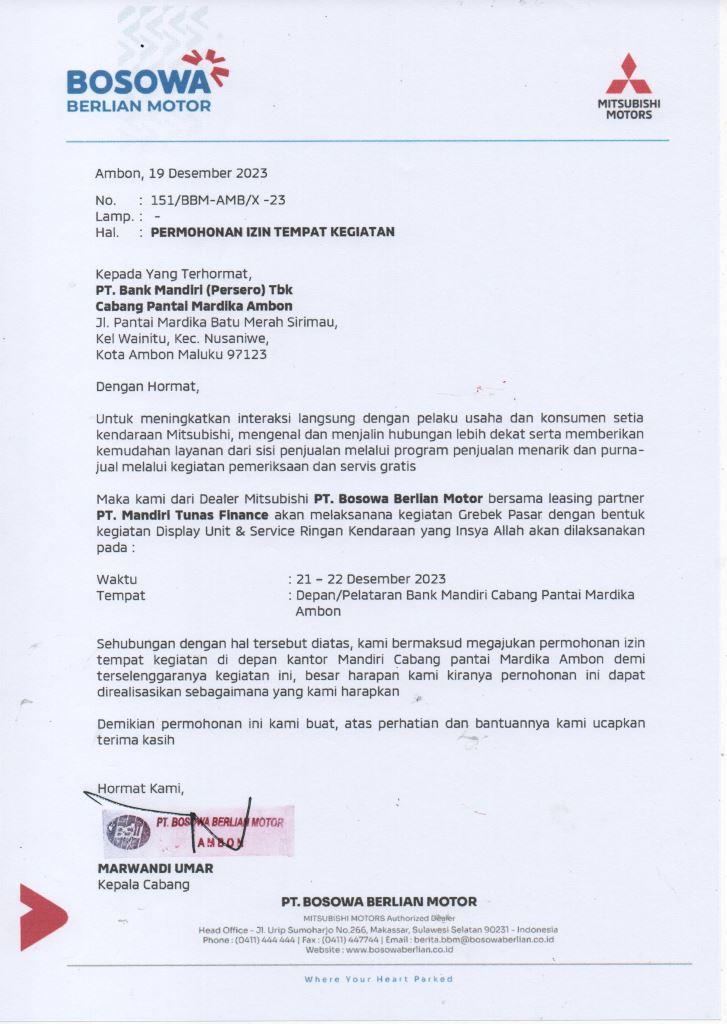 BOSOWA
BERLIAN MOTOR
MITSUBISHI
MOTORS
Ambon, 19 Desember 2023
No. : 151/BBM-AMB/X -23
Lamp. : -
Hal. : PERMOHONAN IZIN TEMPAT KEGIATAN
Kepada Yang Terhormat,
PT. Bank Mandiri (Persero) Tbk
Cabang Pantai Mardika Ambon
Jl. Pantai Mardika Batu Merah Sirimau,
Kel Wainitu, Kec. Nusaniwe,
Kota Ambon Maluku 97123
Dengan Hormat,
Untuk meningkatkan interaksi langsung dengan pelaku usaha dan konsumen setia
kendaraan Mitsubishi, mengenal dan menjalin hubungan lebih dekat serta memberikan
kemudahan layanan dari sisi penjualan melalui program penjualan menarik dan purna-
jual melalui kegiatan pemeriksaan dan servis gratis
Maka kami dari Dealer Mitsubishi PT. Bosowa Berlian Motor bersama leasing partner
PT. Mandiri Tunas Finance akan melaksanana kegiatan Grebek Pasar dengan bentuk
kegiatan Display Unit & Service Ringan Kendaraan yang Insya Allah akan dilaksanakan
pada :
Waktu : 21 – 22 Desember 2023
Tempat : Depan/Pelataran Bank Mandiri Cabang Pantai Mardika
Ambon
Sehubungan dengan hal tersebut diatas, kami bermaksud megajukan permohonan izin
tempat kegiatan di depan kantor Mandiri Cabang pantai Mardika Ambon demi
terselenggaranya kegiatan ini, besar harapan kami kiranya pernohonan ini dapat
direalisasikan sebagaimana yang kami harapkan
Demikian permohonan ini kami buat, atas perhatian dan bantuannya kami ucapkan
terima kasih
Hormat Kami,
PT. BOSOWA BERLIAN MOTOR
AMBON
MARWANDI UMAR
Kepala Cabang
PT. BOSOWA BERLIAN MOTOR
MITSUBISHI MOTORS Authorized Dealer
Head Office - Jl. Urip Sumoharjo No.266, Makassar, Sulawesi Selatan 90231 - Indonesia
Phone : (0411) 444 444 | Fax : (0411) 447744 | Email : berita.bbm@bosowaberlian.co.id
Website : www.bosowaberlian.co.id
Where Your Heart Parked